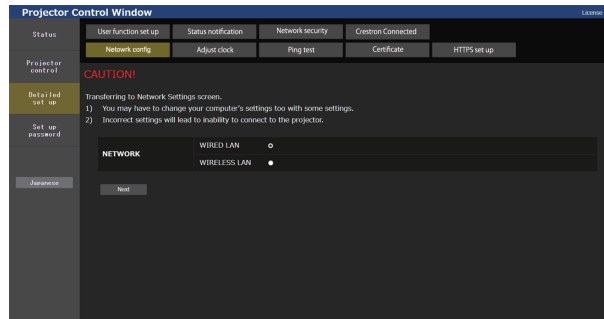 Projector Control Window
License
Status
Projector
control
Detailed
set up
Set up
password
Japanese
User function set up
Status notification
Network security
Crestron Connected
Netowrk config
Adjust clock
Ping test
Certificate
HTTPS set up
CAUTION!
Transferring to Network Settings screen.
1) You may have to change your computer's settings too with some settings.
2) Incorrect settings will lead to inability to connect to the projector.
NETWORK
WIRED LAN
WIRELESS LAN
Next